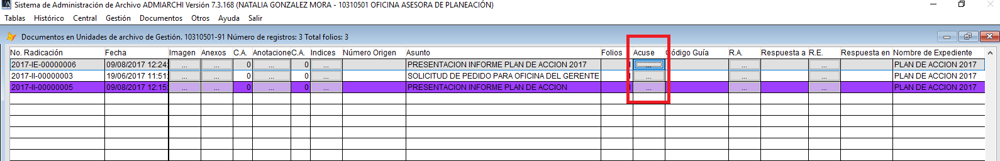 Sistema de Administración de Archivo ADMIARCHI Versión 7.3.168 (NATALIA GONZALEZ MORA - 10310501 OFICINA ASESORA DE PLANEACIÓN)
Tablas Histórico Central Gestión Documentos Otros Ayuda Salir
Documentos en Unidades de archivo de Gestión. 10310501-91 Número de registros: 3 Total folios: 3
No. Radicación Fecha Imagen Anexos C.A. Anotacione C.A. Indices Número Origen Asunto Folios Acuse Código Guía R.A. Respuesta a R.E. Respuesta en Nombre de Expediente
2017-IE-00000006 09/08/2017 12:24: ... ... 0 ... 0 ... PRESENTACION INFORME PLAN DE ACCION 2017 ... ... ... PLAN DE ACCION 2017
2017-II-00000003 19/06/2017 11:51: ... ... 0 ... 0 ... SOLICITUD DE PEDIDO PARA OFICINA DEL GERENTE ... ... ... PLAN DE ACCION 2017
2017-II-00000005 09/08/2017 12:15: ... ... 0 ... 0 ... PRESENTACION INFORME PLAN DE ACCION ... ... ... PLAN DE ACCION 2017